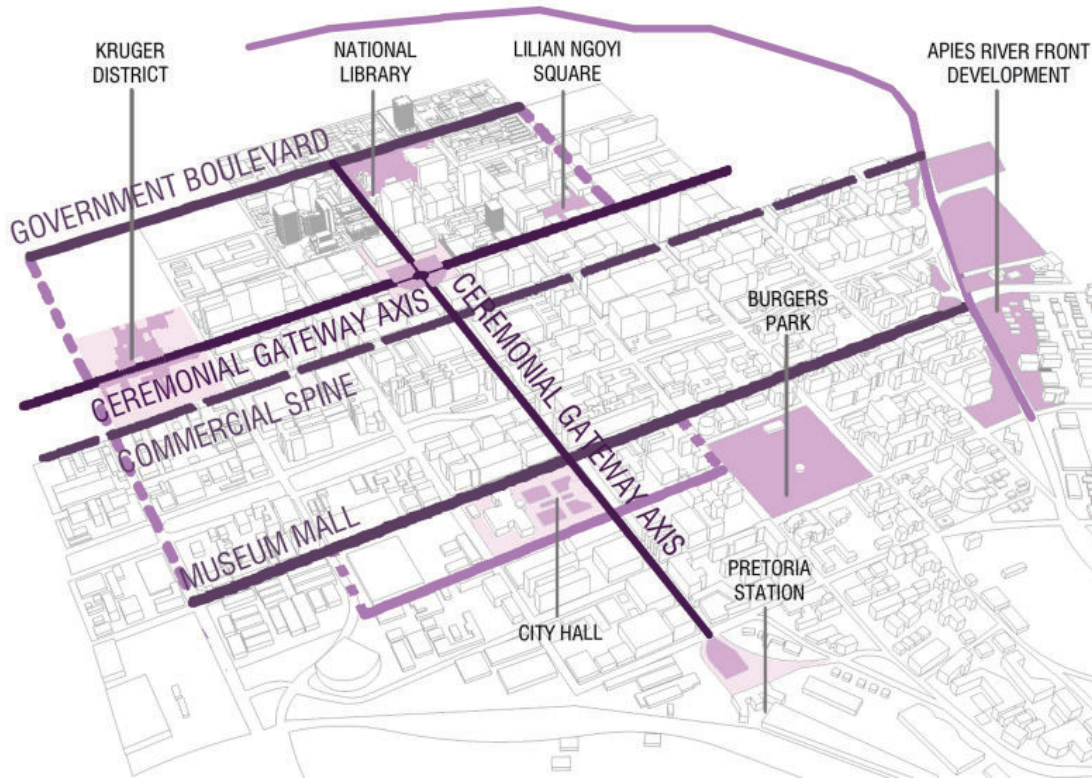 KRUGER
DISTRICT
NATIONAL
LIBRARY
LILIAN NGOYI
SQUARE
APIES RIVER FRONT
DEVELOPMENT
GOVERNMENT BOULEVARD
CEREMONIAL GATEWAY AXIS
CEREMONIAL GATEWAY AXIS
COMMERCIAL SPINE
BURGERS
PARK
MUSEUM MALL
PRETORIA
STATION
CITY HALL